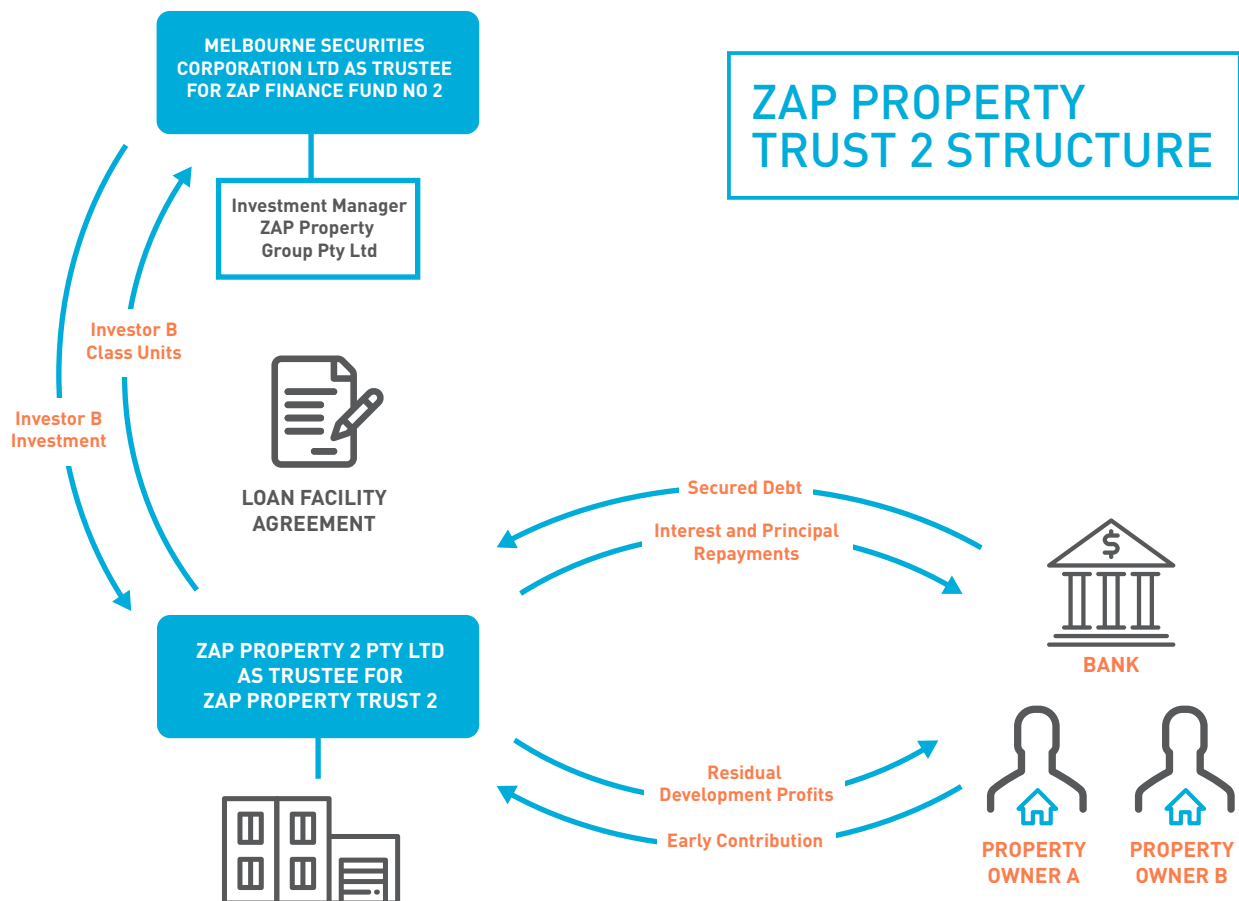 MELBOURNE SECURITIES
CORPORATION LTD AS TRUSTEE
FOR ZAP FINANCE FUND NO 2
ZAP PROPERTY
TRUST 2 STRUCTURE
Investment Manager
ZAP Property
Group Pty Ltd
Investor B
Class Units
Investor B
Investment
LOAN FACILITY
AGREEMENT
Secured Debt
Interest and Principal
Repayments
$
BANK
ZAP PROPERTY 2 PTY LTD
AS TRUSTEE FOR
ZAP PROPERTY TRUST 2
Residual
Development Profits
Early Contribution
PROPERTY
OWNER A
PROPERTY
OWNER B